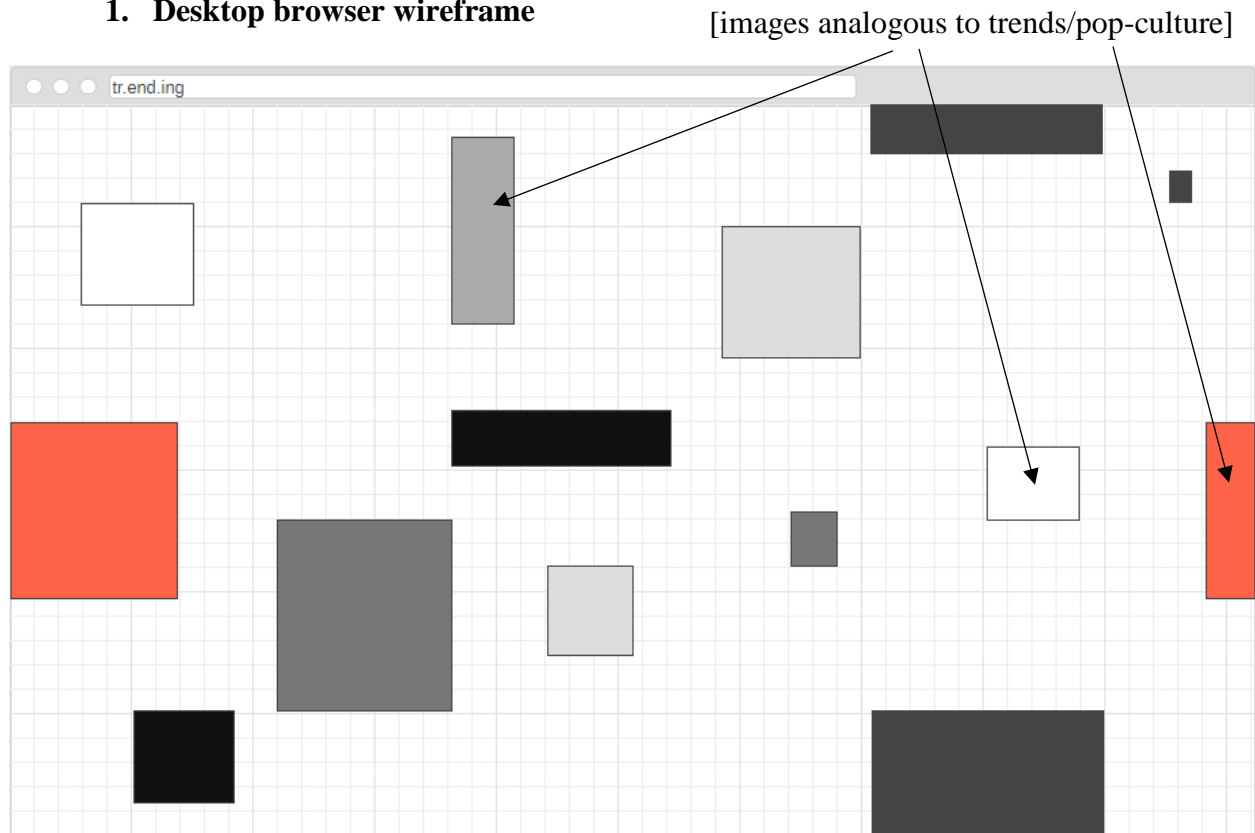 1. Desktop browser wireframe
[images analogous to trends/pop-culture]
tr.end.ing